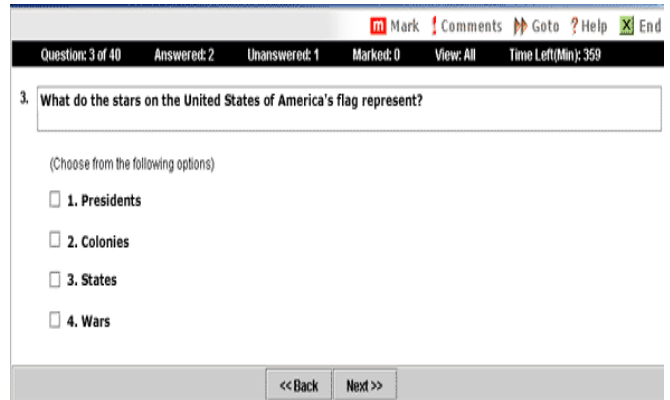 m Mark ! Comments Goto ? Help X End
Question: 3 of 40 Answered: 2 Unanswered: 1 Marked: 0 View: All Time Left(Min): 359
3. What do the stars on the United States of America's flag represent?
(Choose from the following options)
1. Presidents
2. Colonies
3. States
4. Wars
<< Back Next >>